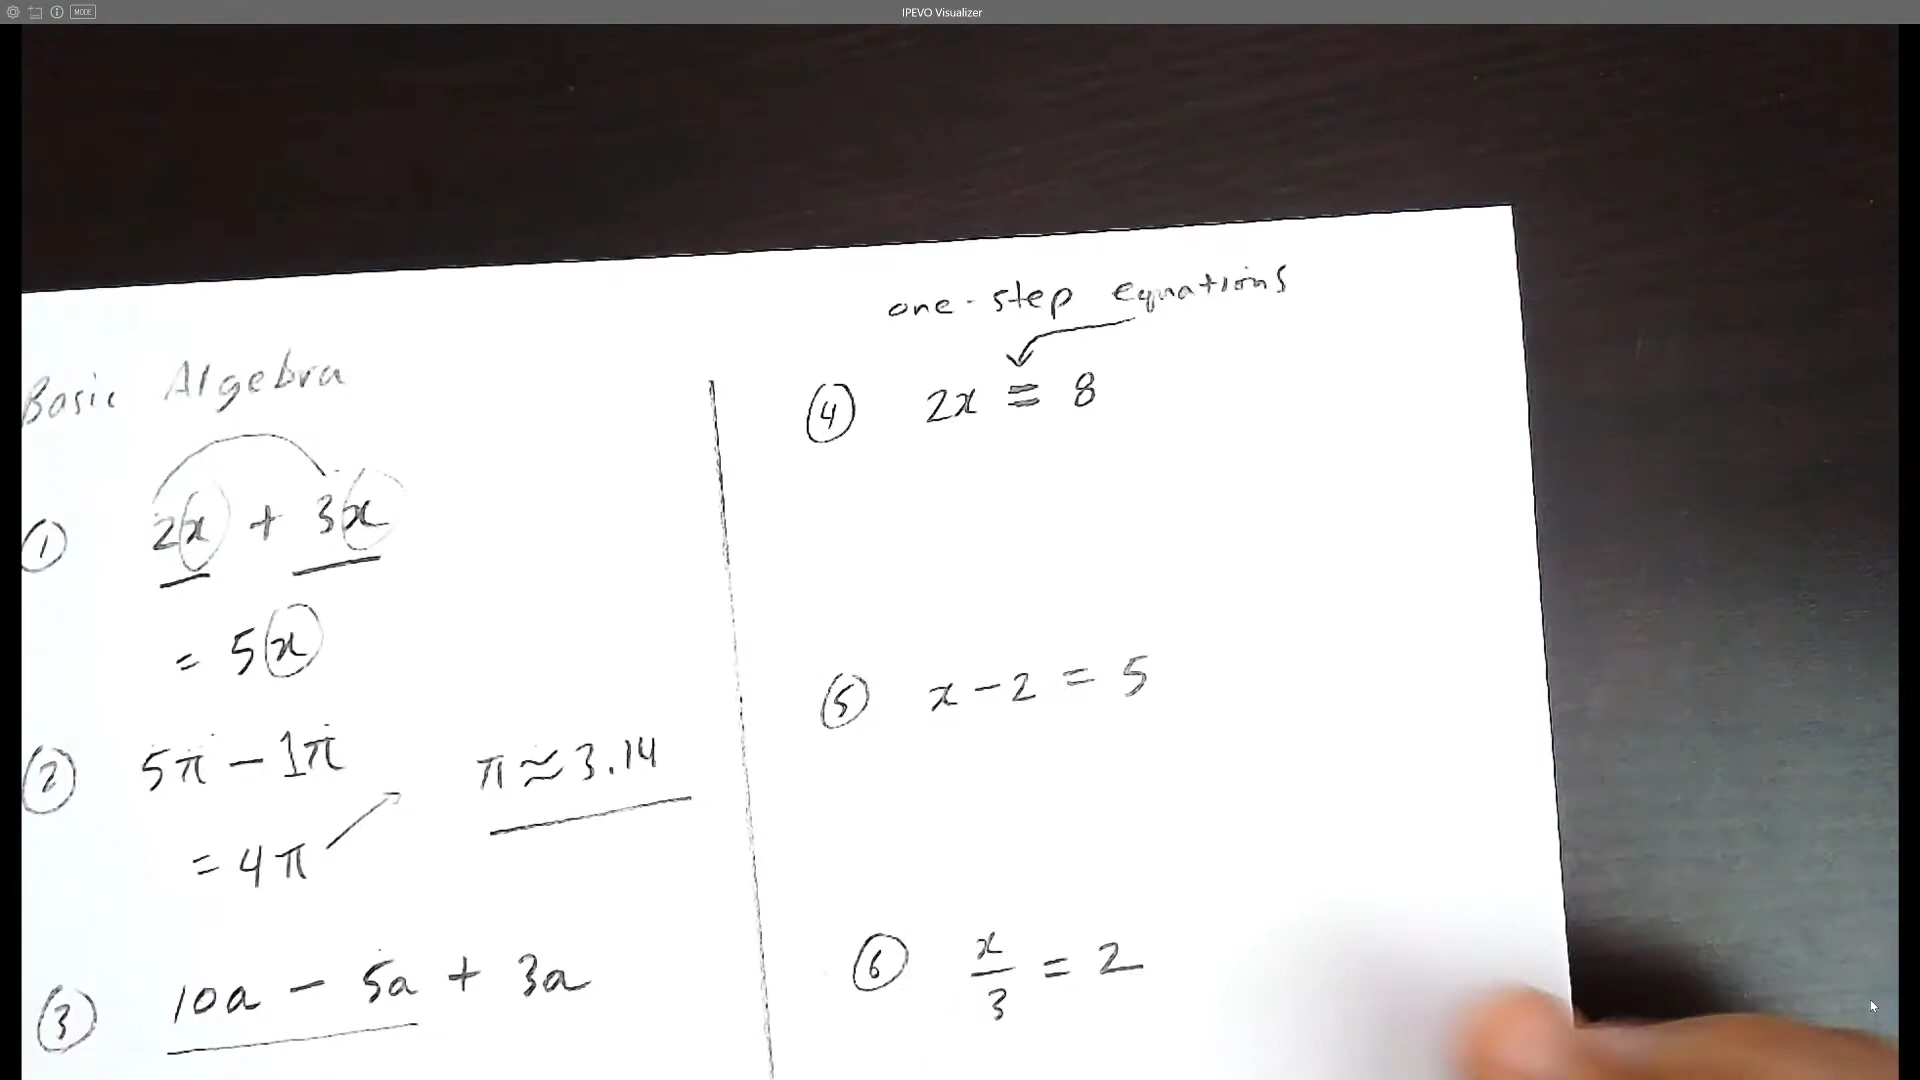 MODE
IPEVO Visualizer
Basic Algebra
① 2x + 3x
= 5x
② 5π − 1π
π ≈ 3.14
= 4π
③ 10a − 5a + 3a
one-step equations
④ 2x = 8
⑤ x − 2 = 5
⑥ x/3 = 2